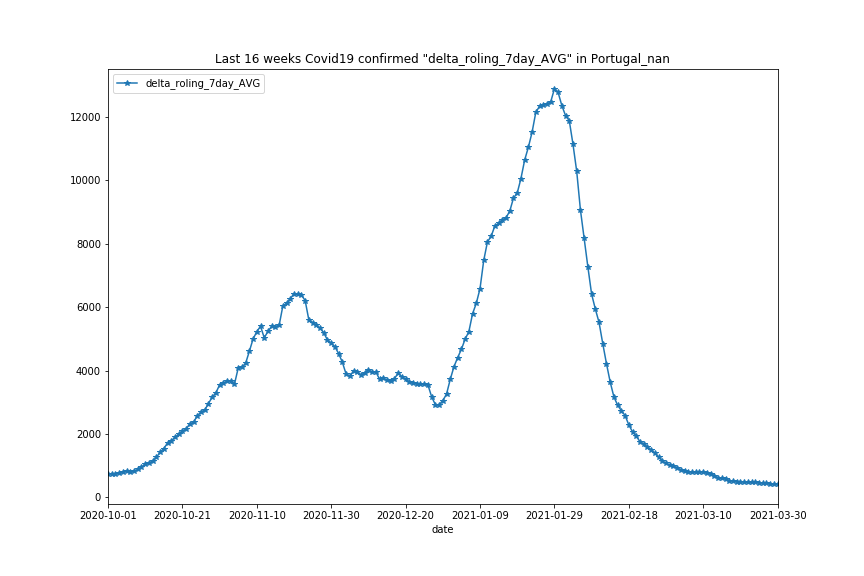 Last 16 weeks Covid19 confirmed "delta_roling_7day_AVG" in Portugal_nan
delta_roling_7day_AVG
12000
10000
8000
6000
4000
2000
0
2020-10-01 2020-10-21 2020-11-10 2020-11-30 2020-12-20 2021-01-09 2021-01-29 2021-02-18 2021-03-10 2021-03-30
date